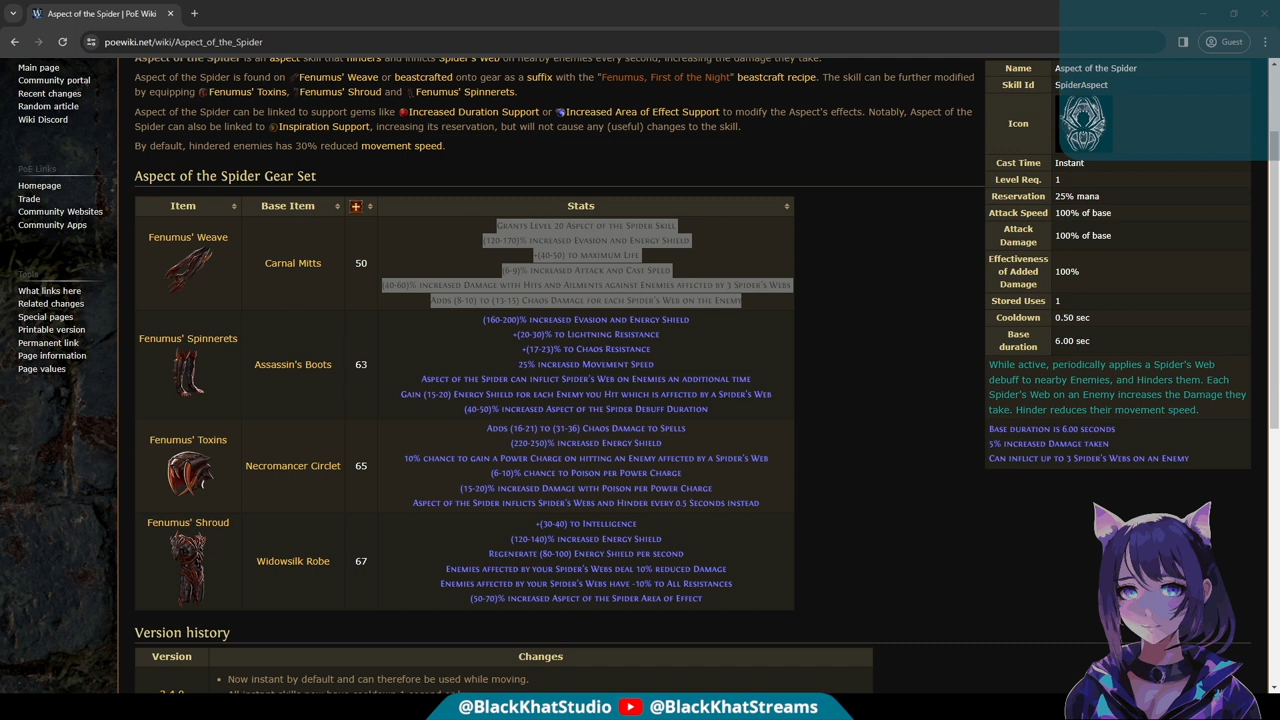 Aspect of the Spider | PoE Wiki
poewiki.net/wiki/Aspect_of_the_Spider
Guest
Main page
Community portal
Recent changes
Random article
Wiki Discord
PoE Links
Homepage
Trade
Community Websites
Community Apps
Tools
What links here
Related changes
Special pages
Printable version
Permanent link
Page information
Page values
Aspect of the Spider is an aspect skill that hinders and inflicts Spider's Web on nearby enemies every second, increasing the damage they take.
Aspect of the Spider is found on Fenumus' Weave or beastcrafted onto gear as a suffix with the "Fenumus, First of the Night" beastcraft recipe. The skill can be further modified
by equipping Fenumus' Toxins, Fenumus' Shroud and Fenumus' Spinnerets.
Aspect of the Spider can be linked to support gems like Increased Duration Support or Increased Area of Effect Support to modify the Aspect's effects. Notably, Aspect of the
Spider can also be linked to Inspiration Support, increasing its reservation, but will not cause any (useful) changes to the skill.
By default, hindered enemies has 30% reduced movement speed.
Aspect of the Spider Gear Set
Item Base Item Stats
Fenumus' Weave
Carnal Mitts
50
Grants Level 20 Aspect of the Spider Skill
(120-170)% increased Evasion and Energy Shield
+(40-50) to maximum Life
(6-9)% increased Attack and Cast Speed
(40-60)% increased Damage with Hits and Ailments against Enemies affected by 3 Spider's Webs
Adds (8-10) to (13-15) Chaos Damage for each Spider's Web on the Enemy
Fenumus' Spinnerets
Assassin's Boots
63
(160-200)% increased Evasion and Energy Shield
+(20-30)% to Lightning Resistance
+(17-23)% to Chaos Resistance
25% increased Movement Speed
Aspect of the Spider can inflict Spider's Web on Enemies an additional time
Gain (15-20) Energy Shield for each Enemy you Hit which is affected by a Spider's Web
(40-50)% increased Aspect of the Spider Debuff Duration
Fenumus' Toxins
Necromancer Circlet
65
Adds (16-21) to (31-36) Chaos Damage to Spells
(220-250)% increased Energy Shield
10% chance to gain a Power Charge on hitting an Enemy affected by a Spider's Web
(6-10)% chance to Poison per Power Charge
(15-20)% increased Damage with Poison per Power Charge
Aspect of the Spider inflicts Spider's Webs and Hinder every 0.5 Seconds instead
Fenumus' Shroud
Widowsilk Robe
67
+(30-40) to Intelligence
(120-140)% increased Energy Shield
Regenerate (80-100) Energy Shield per second
Enemies affected by your Spider's Webs deal 10% reduced Damage
Enemies affected by your Spider's Webs have -10% to All Resistances
(50-70)% increased Aspect of the Spider Area of Effect
Version history
Version Changes
Now instant by default and can therefore be used while moving.
Name Aspect of the Spider
Skill Id SpiderAspect
Icon
Cast Time Instant
Level Req. 1
Reservation 25% mana
Attack Speed 100% of base
Attack
Damage
100% of base
Effectiveness
of Added
Damage
100%
Stored Uses 1
Cooldown 0.50 sec
Base
duration
6.00 sec
While active, periodically applies a Spider's Web
debuff to nearby Enemies, and Hinders them. Each
Spider's Web on an Enemy increases the Damage they
take. Hinder reduces their movement speed.
Base duration is 6.00 seconds
5% increased Damage taken
Can inflict up to 3 Spider's Webs on an Enemy
@BlackKhatStudio @BlackKhatStreams